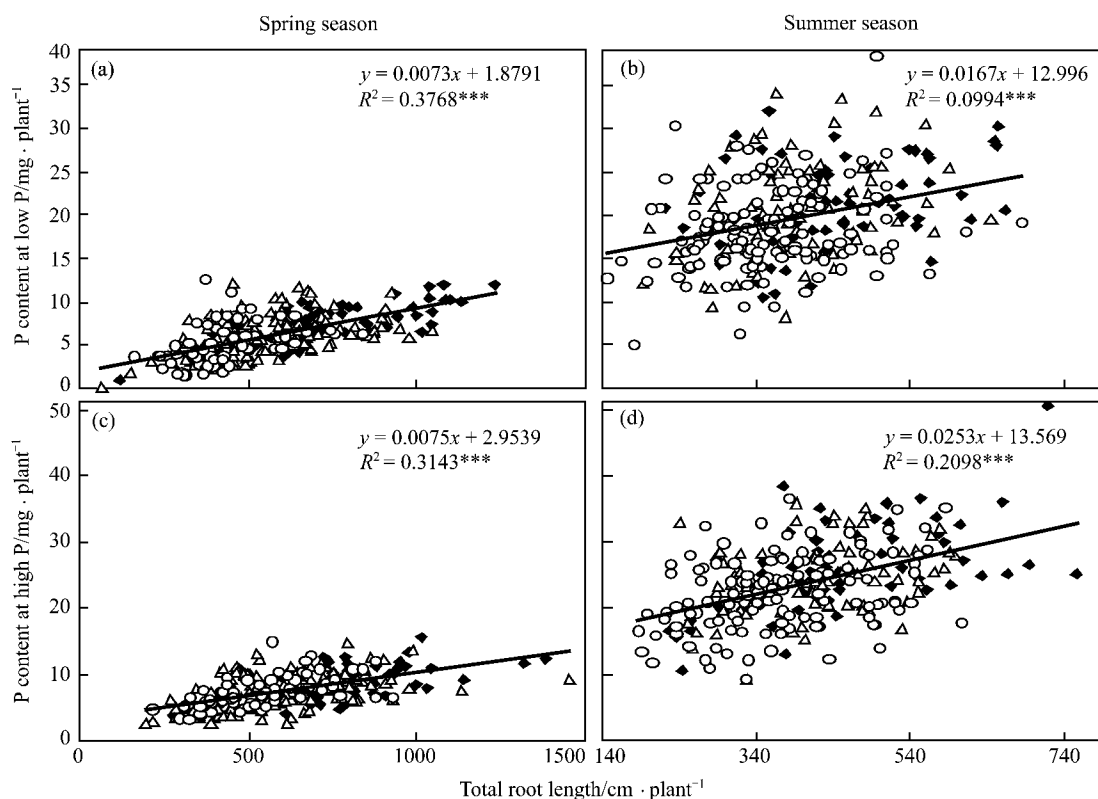 Spring season
Summer season
(a)
y = 0.0073x + 1.8791
R² = 0.3768***
(b)
y = 0.0167x + 12.996
R² = 0.0994***
P content at low P/mg · plant⁻¹
40
35
30
25
20
15
10
5
0
(c)
y = 0.0075x + 2.9539
R² = 0.3143***
(d)
y = 0.0253x + 13.569
R² = 0.2098***
P content at high P/mg · plant⁻¹
50
40
30
20
10
0
0 500 1000 1500
140 340 540 740
Total root length/cm · plant⁻¹